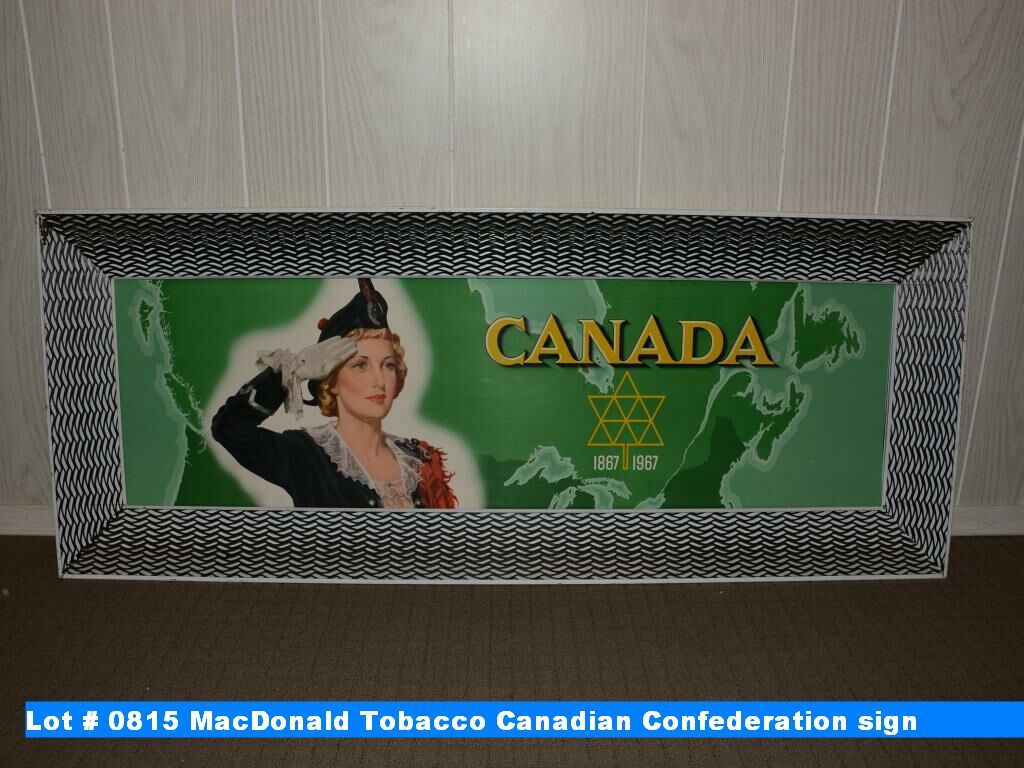 CANADA
1867 1967
Lot # 0815 MacDonald Tobacco Canadian Confederation sign